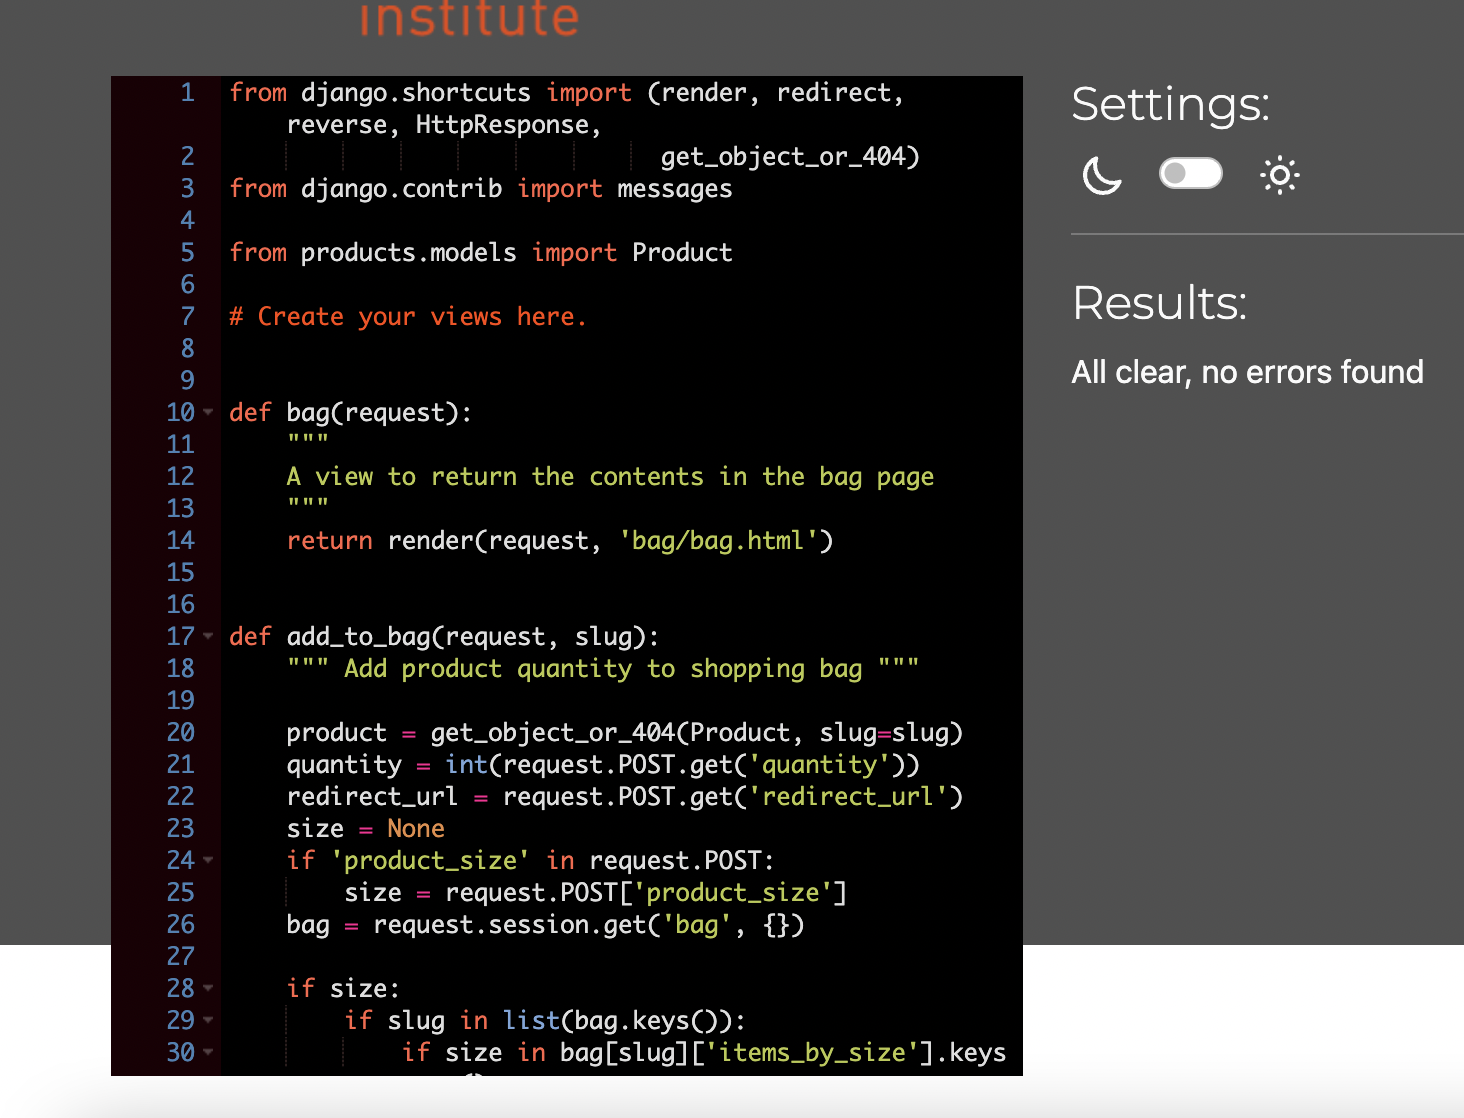 institute
1 from django.shortcuts import (render, redirect,
reverse, HttpResponse,
2 get_object_or_404)
3 from django.contrib import messages
4
5 from products.models import Product
6
7 # Create your views here.
8
9
10 def bag(request):
11 """
12 A view to return the contents in the bag page
13 """
14 return render(request, 'bag/bag.html')
15
16
17 def add_to_bag(request, slug):
18 """ Add product quantity to shopping bag """
19
20 product = get_object_or_404(Product, slug=slug)
21 quantity = int(request.POST.get('quantity'))
22 redirect_url = request.POST.get('redirect_url')
23 size = None
24 if 'product_size' in request.POST:
25 size = request.POST['product_size']
26 bag = request.session.get('bag', {})
27
28 if size:
29 if slug in list(bag.keys()):
30 if size in bag[slug]['items_by_size'].keys
Settings:
Results:
All clear, no errors found